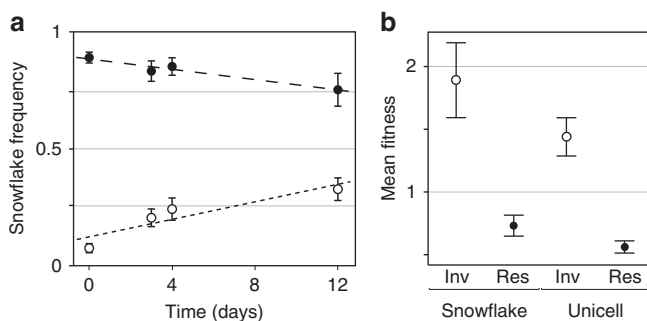 a
1
0.5
0
Snowflake frequency
0
4
8
12
Time (days)
b
2
1
Mean fitness
Inv Res Inv Res
Snowflake Unicell